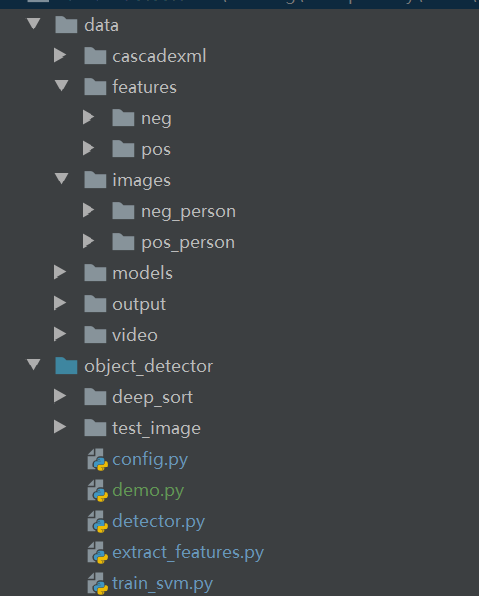 data
cascadexml
features
neg
pos
images
neg_person
pos_person
models
output
video
object_detector
deep_sort
test_image
config.py
demo.py
detector.py
extract_features.py
train_svm.py